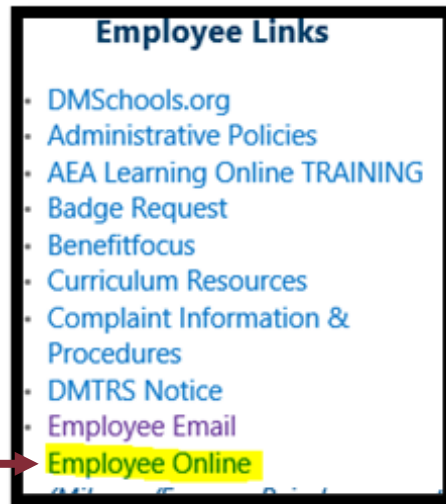 Employee Links
• DMSchools.org
• Administrative Policies
• AEA Learning Online TRAINING
• Badge Request
• Benefitfocus
• Curriculum Resources
• Complaint Information &
Procedures
• DMTRS Notice
• Employee Email
Employee Online